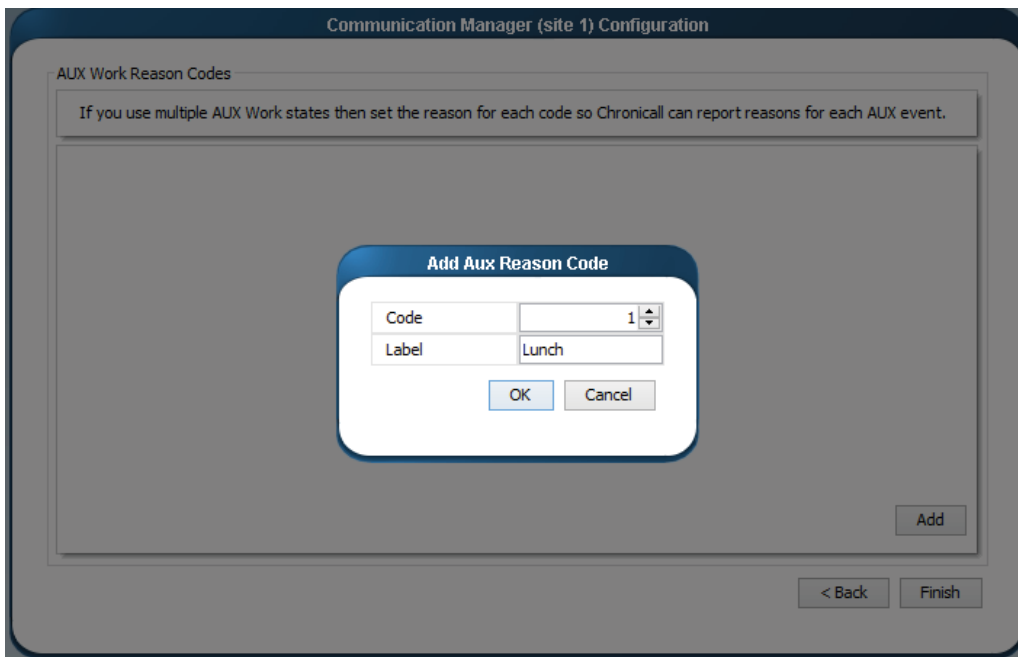 Communication Manager (site 1) Configuration
AUX Work Reason Codes
If you use multiple AUX Work states then set the reason for each code so Chronicall can report reasons for each AUX event.
Add Aux Reason Code
Code 1
Label Lunch
OK Cancel
Add
< Back Finish